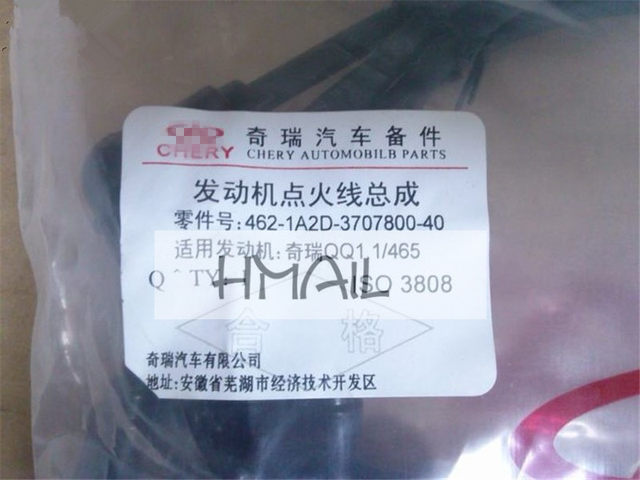 CHERY
奇瑞汽车备件
CHERY AUTOMOBILB PARTS
发动机点火线总成
零件号:462-1A2D-3707800-40
适用发动机:奇瑞QQ1.1/465
Q^TY:
HMAIL
ISO 3808
合格
奇瑞汽车有限公司
地址:安徽省芜湖市经济技术开发区